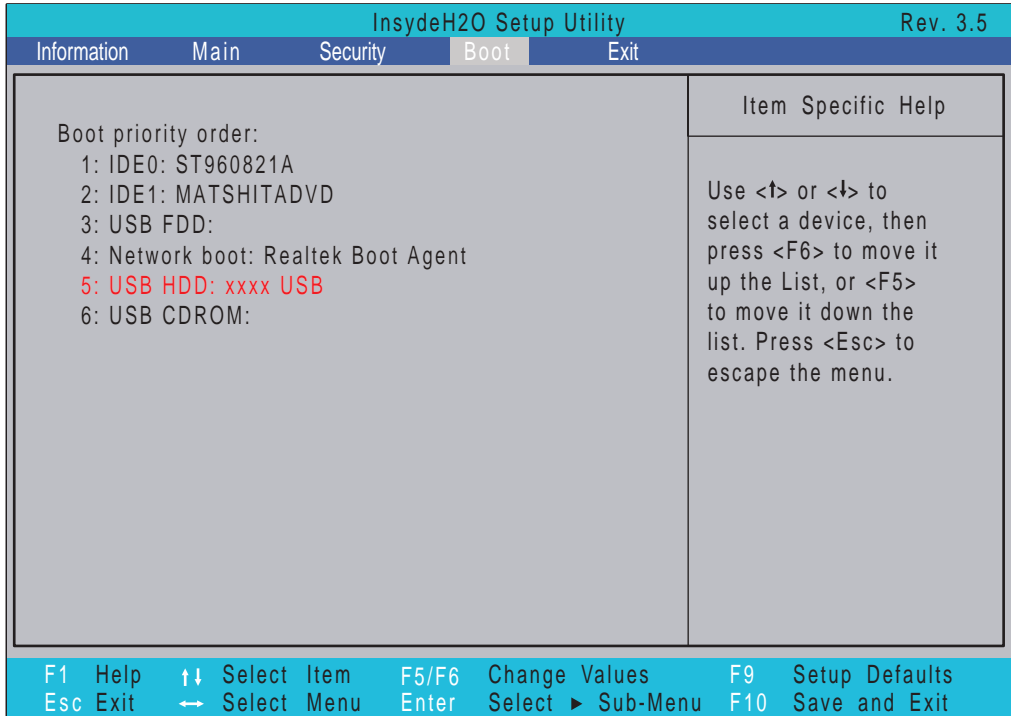 InsydeH2O Setup Utility Rev. 3.5
Information Main Security Boot Exit
Boot priority order:
1: IDE0: ST960821A
2: IDE1: MATSHITADVD
3: USB FDD:
4: Network boot: Realtek Boot Agent
5: USB HDD: xxxx USB
6: USB CDROM:
Item Specific Help
Use <↑> or <↓> to
select a device, then
press <F6> to move it
up the List, or <F5>
to move it down the
list. Press <Esc> to
escape the menu.
F1 Help ↑↓ Select Item F5/F6 Change Values F9 Setup Defaults
Esc Exit ↔ Select Menu Enter Select ► Sub-Menu F10 Save and Exit